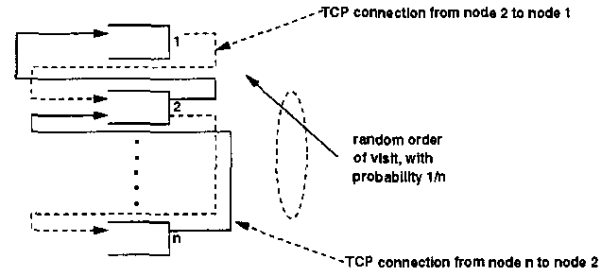 TCP connection from node 2 to node 1
1
2
random order
of visit, with
probability 1/n
n
TCP connection from node n to node 2